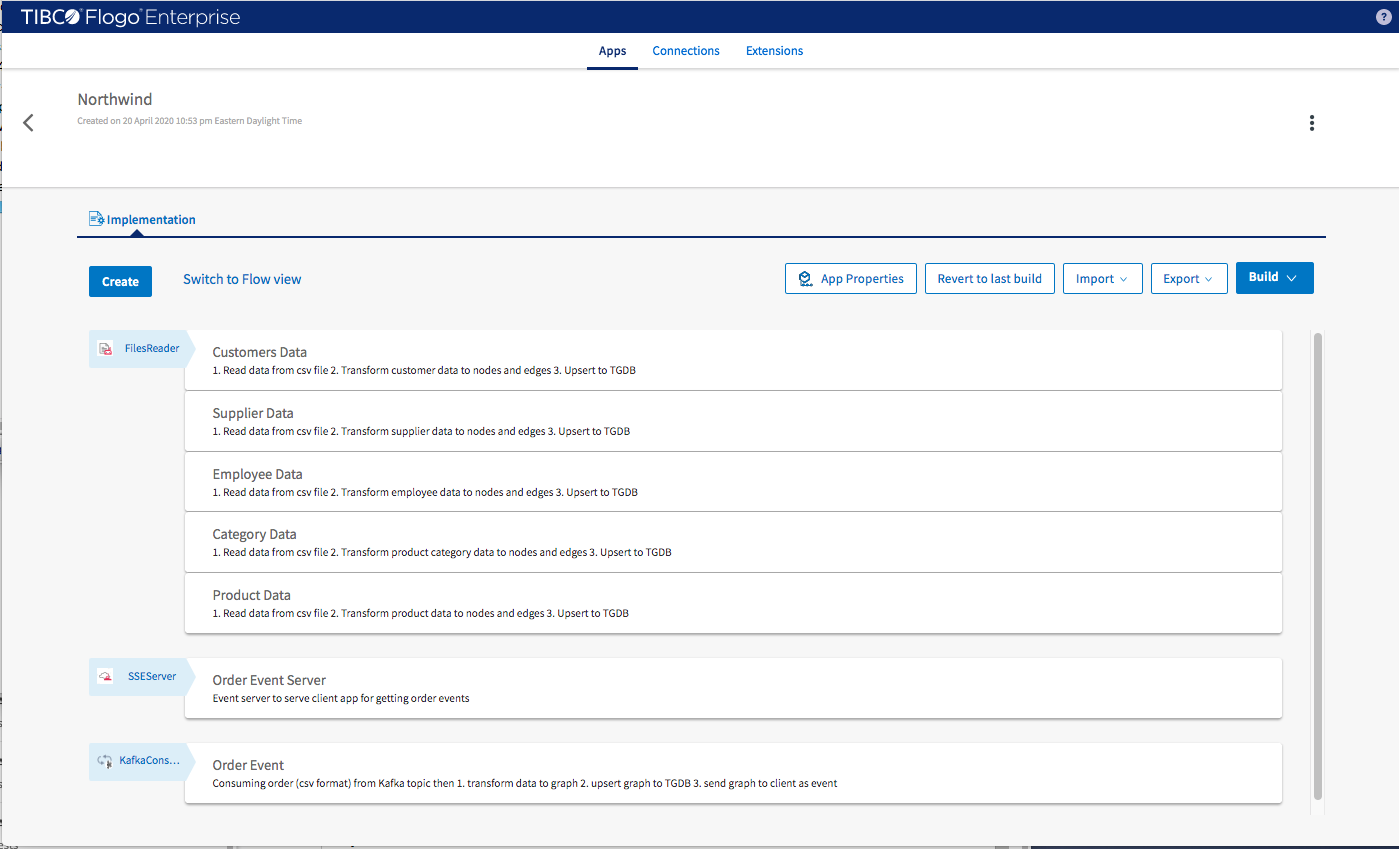 TIBCO Flogo® Enterprise
?
Apps Connections Extensions
Northwind
Created on 20 April 2020 10:53 pm Eastern Daylight Time
Implementation
Create Switch to Flow view App Properties Revert to last build Import Export Build
FilesReader
Customers Data
1. Read data from csv file 2. Transform customer data to nodes and edges 3. Upsert to TGDB
Supplier Data
1. Read data from csv file 2. Transform supplier data to nodes and edges 3. Upsert to TGDB
Employee Data
1. Read data from csv file 2. Transform employee data to nodes and edges 3. Upsert to TGDB
Category Data
1. Read data from csv file 2. Transform product category data to nodes and edges 3. Upsert to TGDB
Product Data
1. Read data from csv file 2. Transform product data to nodes and edges 3. Upsert to TGDB
SSEServer
Order Event Server
Event server to serve client app for getting order events
KafkaCons...
Order Event
Consuming order (csv format) from Kafka topic then 1. transform data to graph 2. upsert graph to TGDB 3. send graph to client as event